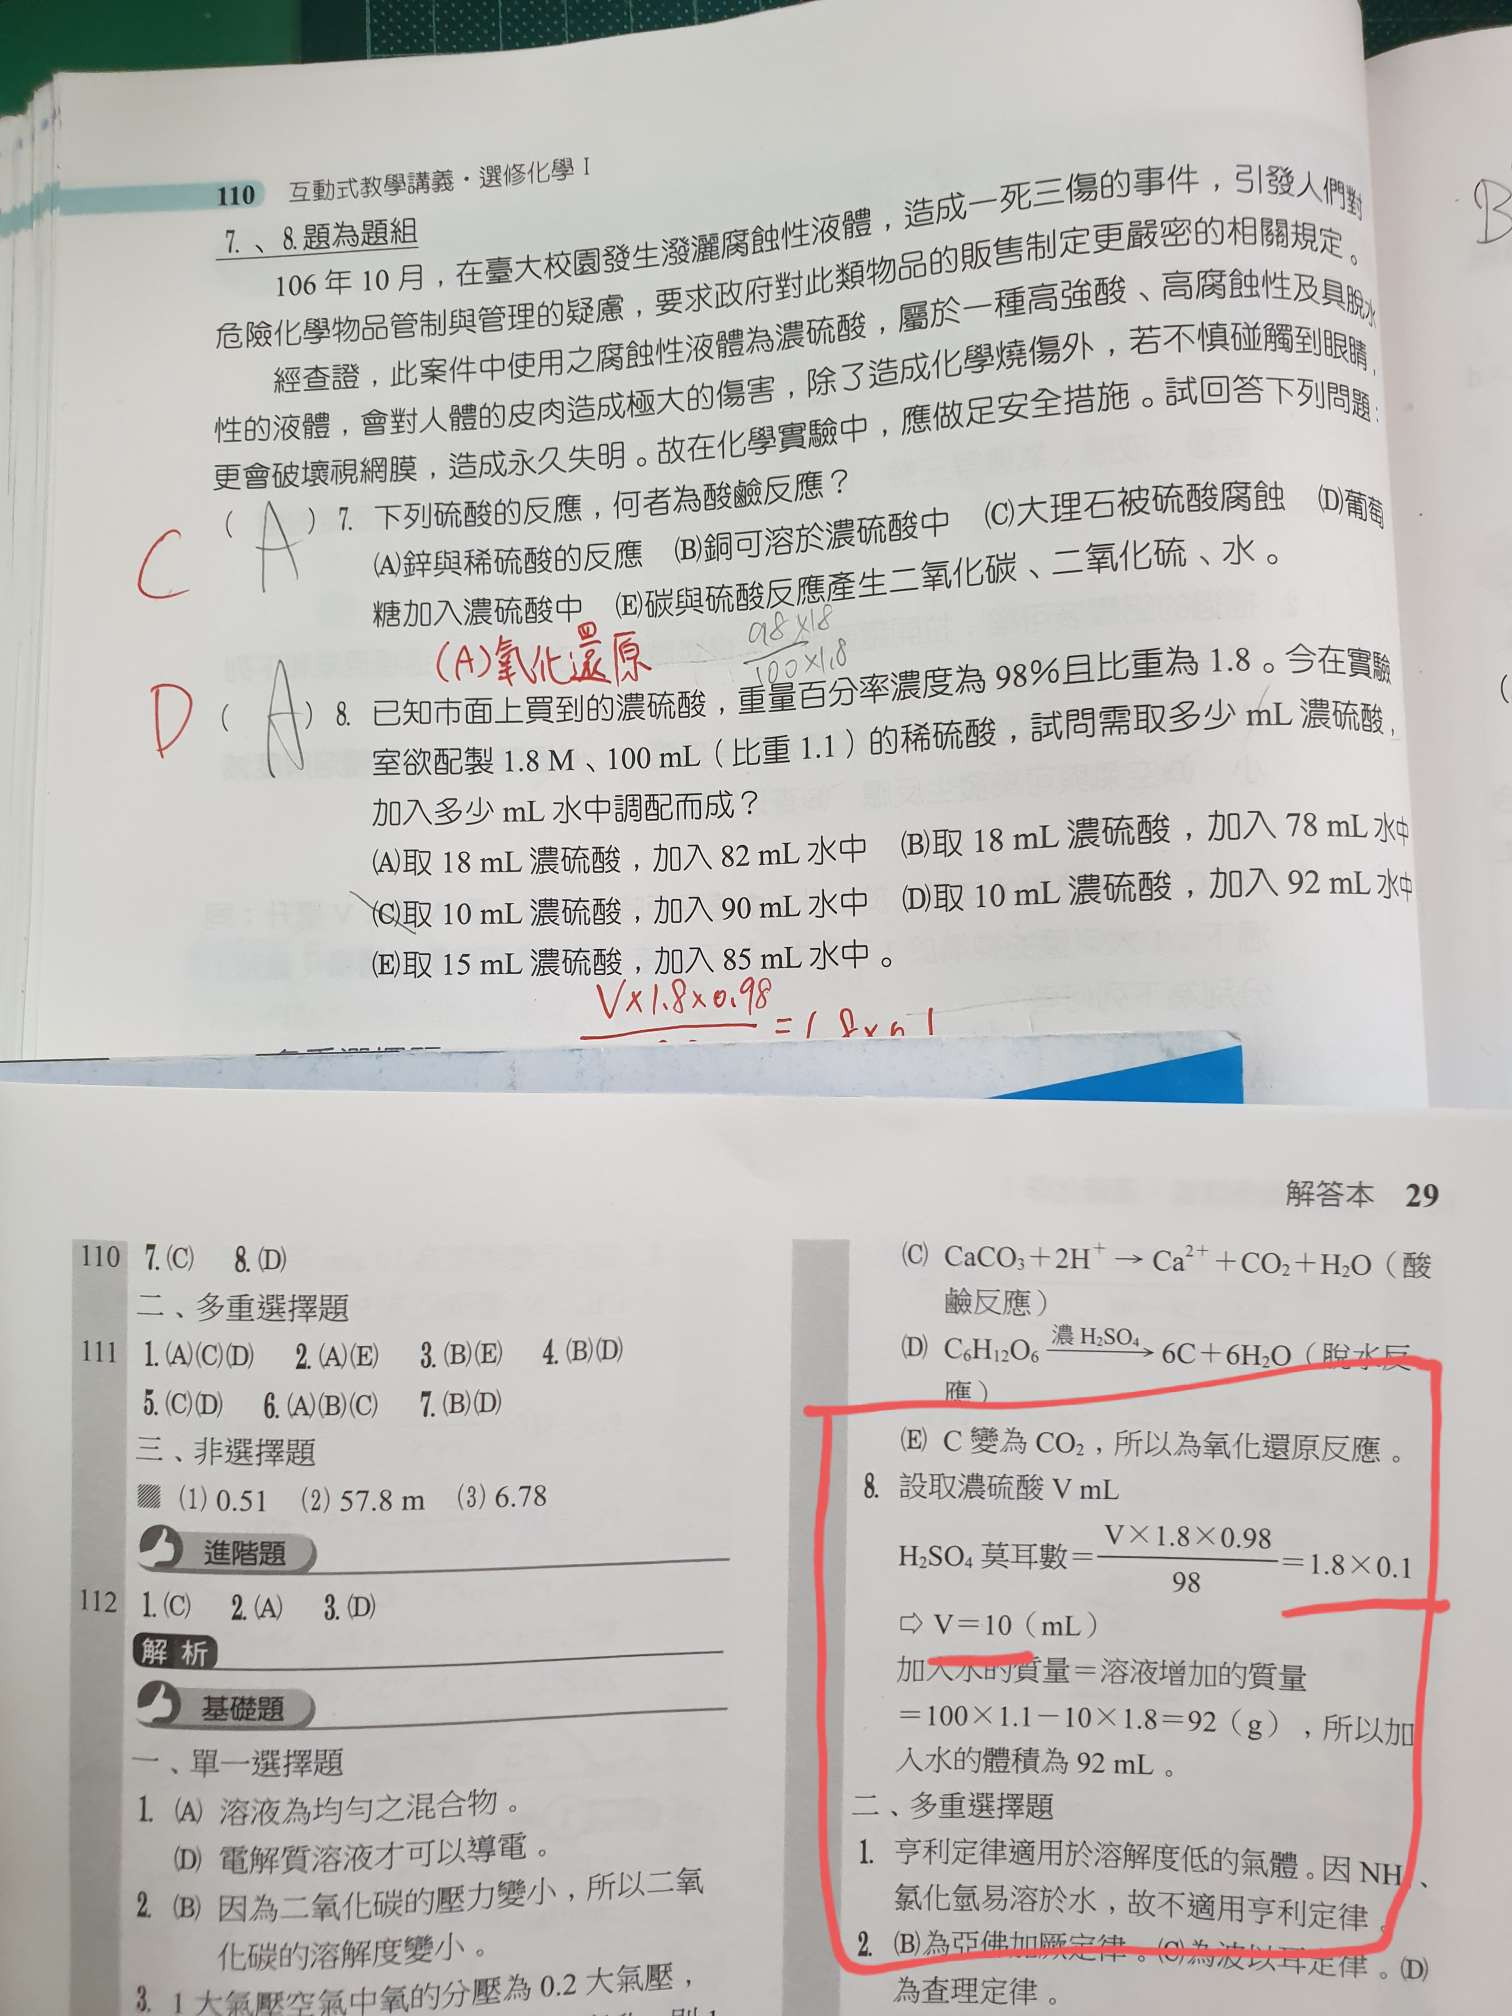 110 互動式教學講義・選修化學 I
7. 、8. 題為題組
106 年 10 月，在臺大校園發生潑灑腐蝕性液體，造成一死三傷的事件，引發人們對
危險化學物品管制與管理的疑慮，要求政府對此類物品的販售制定更嚴密的相關規定。
經查證，此案件中使用之腐蝕性液體為濃硫酸，屬於一種高強酸、高腐蝕性及具脫水
性的液體，會對人體的皮肉造成極大的傷害，除了造成化學燒傷外，若不慎碰觸到眼睛，
更會破壞視網膜，造成永久失明。故在化學實驗中，應做足安全措施。試回答下列問題：
C （ A ） 7. 下列硫酸的反應，何者為酸鹼反應？
(A)鋅與稀硫酸的反應 (B)銅可溶於濃硫酸中 (C)大理石被硫酸腐蝕 (D)葡萄
糖加入濃硫酸中 (E)碳與硫酸反應產生二氧化碳、二氧化硫、水。
(A)氧化還原
98×18
100×1.8
D （ A ） 8. 已知市面上買到的濃硫酸，重量百分率濃度為 98%且比重為 1.8。今在實驗
室欲配製 1.8 M、100 mL（比重 1.1）的稀硫酸，試問需取多少 mL 濃硫酸，
加入多少 mL 水中調配而成？
(A)取 18 mL 濃硫酸，加入 82 mL 水中 (B)取 18 mL 濃硫酸，加入 78 mL 水中
(C)取 10 mL 濃硫酸，加入 90 mL 水中 (D)取 10 mL 濃硫酸，加入 92 mL 水中
(E)取 15 mL 濃硫酸，加入 85 mL 水中。
V×1.8×0.98
B
解答本 29
110 7. (C) 8. (D)
二、多重選擇題
111 1. (A)(C)(D) 2. (A)(E) 3. (B)(E) 4. (B)(D)
5. (C)(D) 6. (A)(B)(C) 7. (B)(D)
三、非選擇題
(1) 0.51 (2) 57.8 m (3) 6.78
進階題
112 1. (C) 2. (A) 3. (D)
解析
基礎題
一、單一選擇題
1. (A) 溶液為均勻之混合物。
(D) 電解質溶液才可以導電。
2. (B) 因為二氧化碳的壓力變小，所以二氧
化碳的溶解度變小。
3. 1 大氣壓空氣中氧的分壓為 0.2 大氣壓，
(C) CaCO₃＋2H⁺ → Ca²⁺＋CO₂＋H₂O（酸
鹼反應）
(D) C₆H₁₂O₆ 濃 H₂SO₄→ 6C＋6H₂O（脫水反
應）
(E) C 變為 CO₂，所以為氧化還原反應。
8. 設取濃硫酸 V mL
H₂SO₄ 莫耳數＝V×1.8×0.98/98＝1.8×0.1
⇨ V＝10（mL）
加入水的質量＝溶液增加的質量
＝100×1.1－10×1.8＝92（g），所以加
入水的體積為 92 mL。
二、多重選擇題
1. 亨利定律適用於溶解度低的氣體。因 NH、
氯化氫易溶於水，故不適用亨利定律。
2. (B)為亞佛加厥定律。(C)為波以耳定律。(D)
為查理定律。